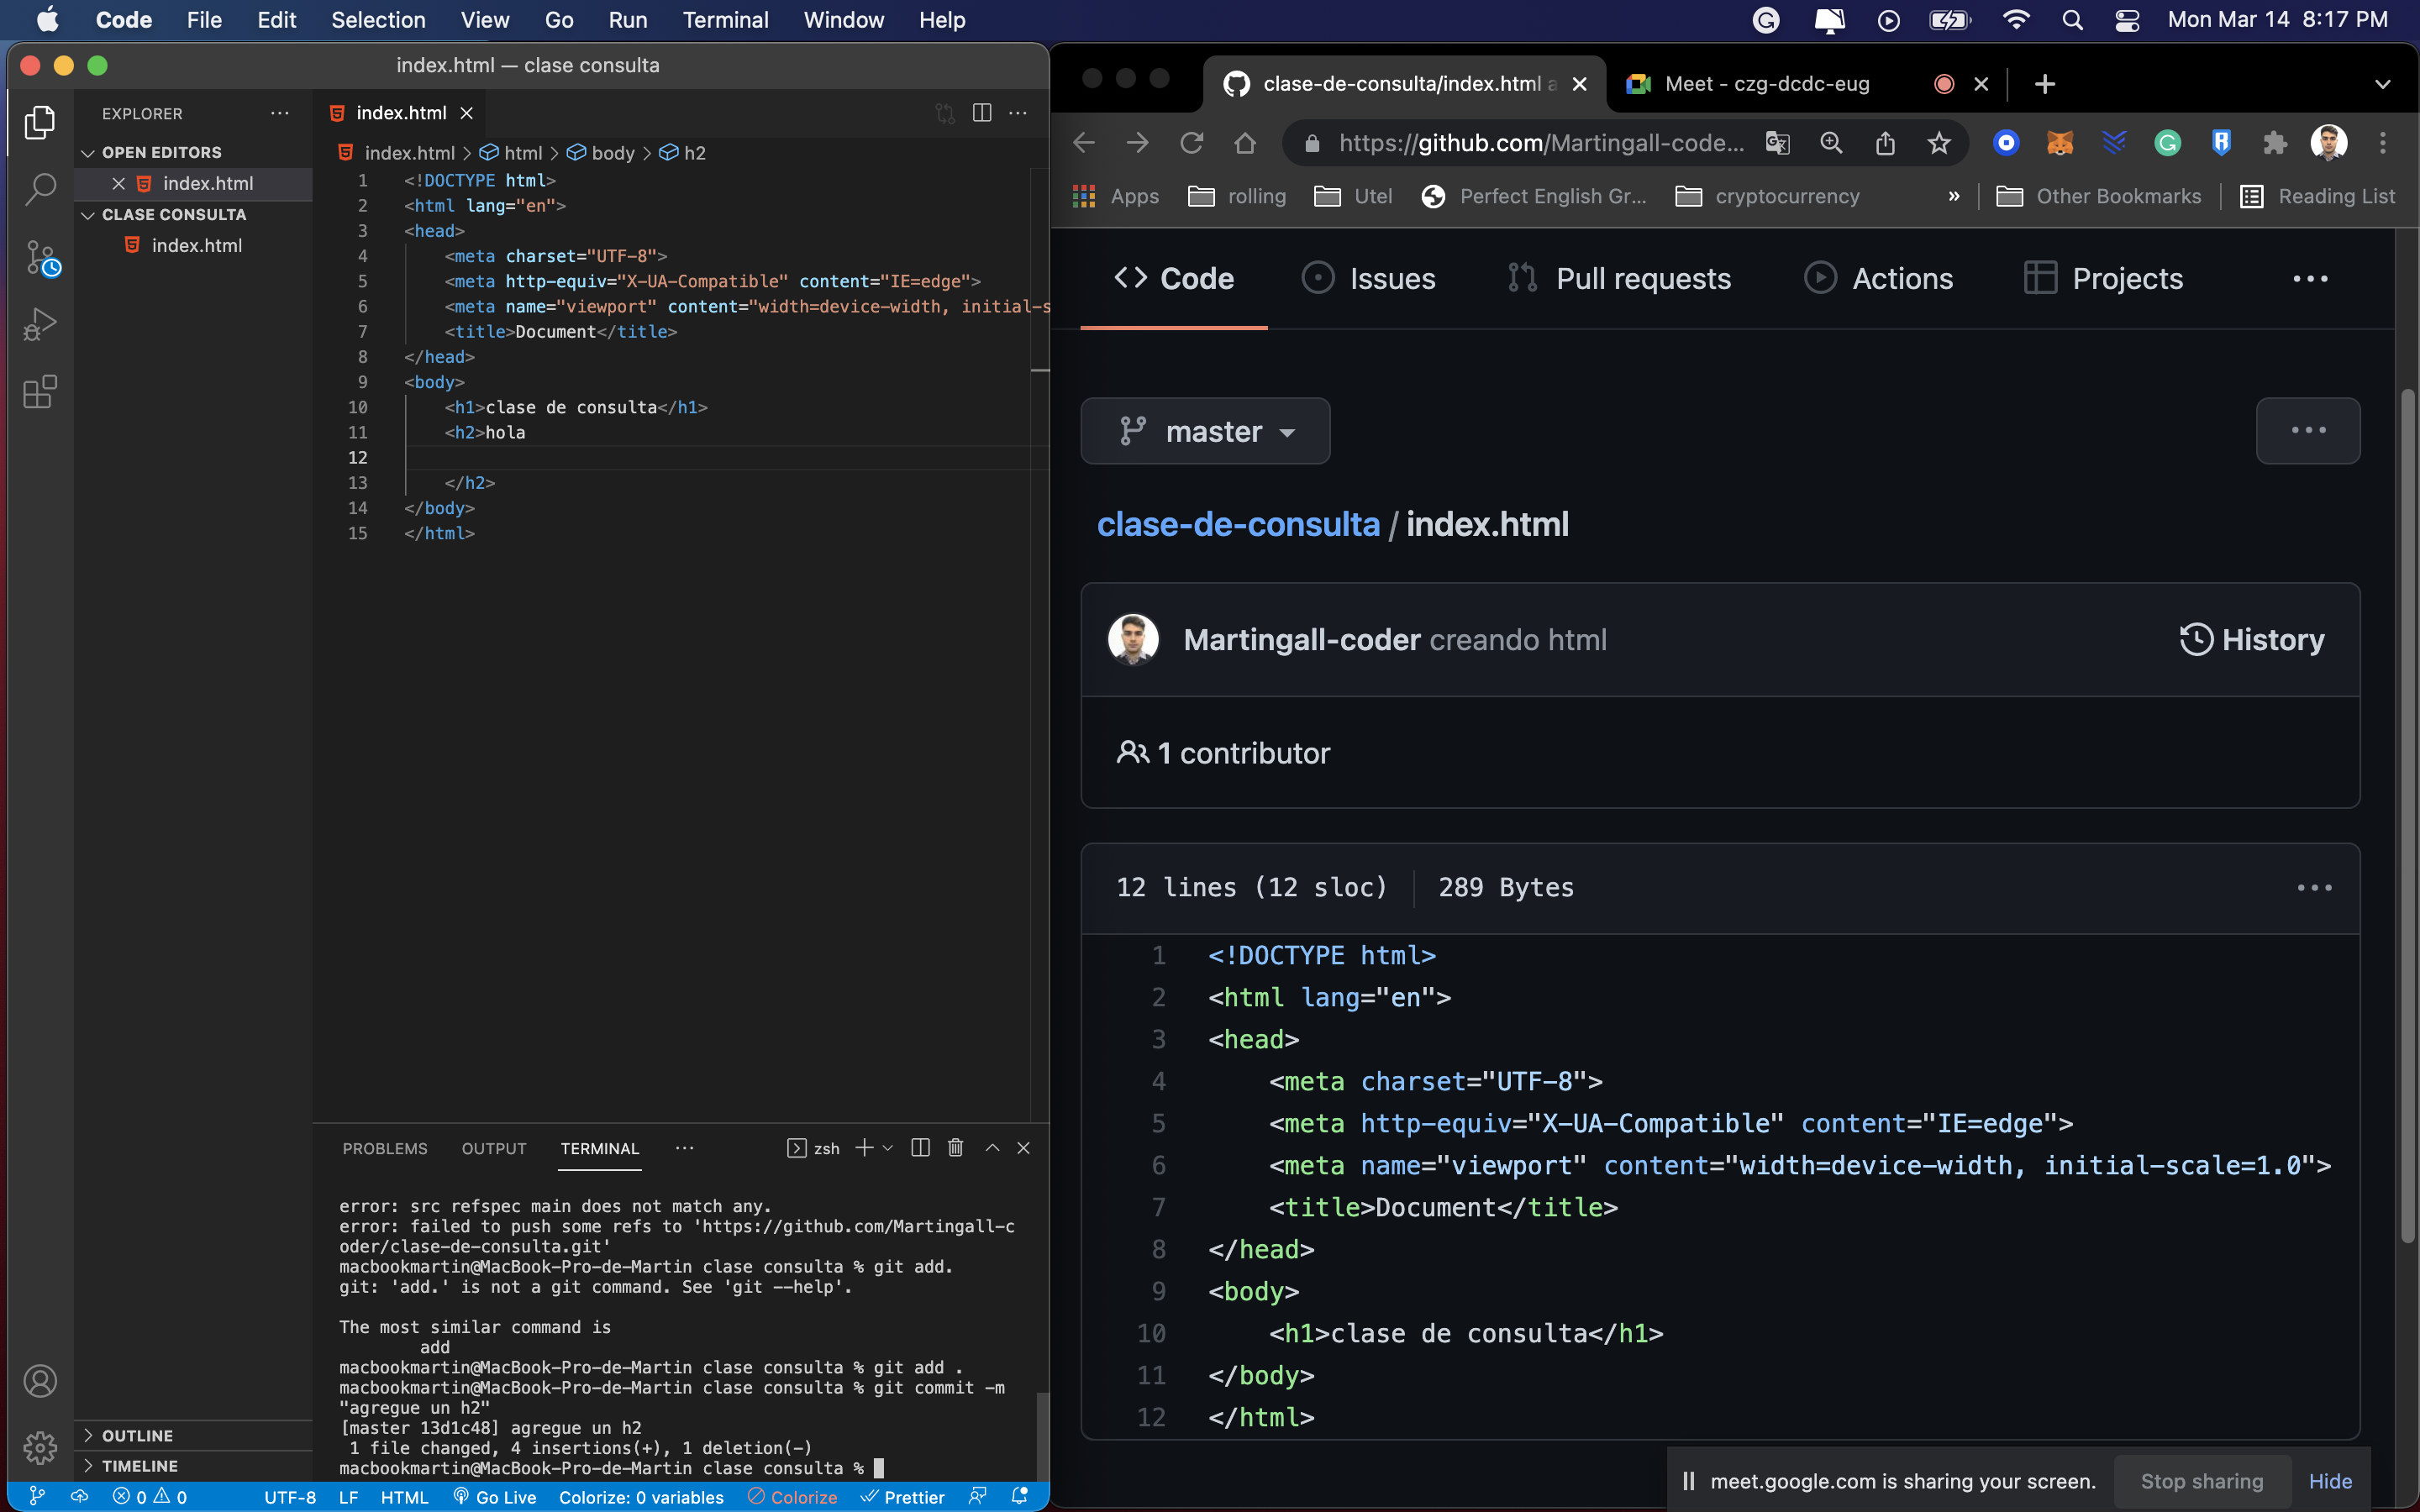 Code File Edit Selection View Go Run Terminal Window Help
Mon Mar 14 8:17 PM
index.html — clase consulta
EXPLORER
OPEN EDITORS
index.html
CLASE CONSULTA
index.html
OUTLINE
TIMELINE
index.html
index.html > html > body > h2
1 <!DOCTYPE html>
2 <html lang="en">
3 <head>
4 <meta charset="UTF-8">
5 <meta http-equiv="X-UA-Compatible" content="IE=edge">
6 <meta name="viewport" content="width=device-width, initial-s
7 <title>Document</title>
8 </head>
9 <body>
10 <h1>clase de consulta</h1>
11 <h2>hola
12
13 </h2>
14 </body>
15 </html>
PROBLEMS OUTPUT TERMINAL ... zsh
error: src refspec main does not match any.
error: failed to push some refs to 'https://github.com/Martingall-c
oder/clase-de-consulta.git'
macbookmartin@MacBook-Pro-de-Martin clase consulta % git add.
git: 'add.' is not a git command. See 'git --help'.
The most similar command is
add
macbookmartin@MacBook-Pro-de-Martin clase consulta % git add .
macbookmartin@MacBook-Pro-de-Martin clase consulta % git commit -m
"agregue un h2"
[master 13d1c48] agregue un h2
1 file changed, 4 insertions(+), 1 deletion(-)
macbookmartin@MacBook-Pro-de-Martin clase consulta %
0 0 UTF-8 LF HTML Go Live Colorize: 0 variables Colorize Prettier
clase-de-consulta/index.html a
Meet - czg-dcdc-eug
https://github.com/Martingall-code...
Apps rolling Utel Perfect English Gr... cryptocurrency » Other Bookmarks Reading List
Code Issues Pull requests Actions Projects ...
master
clase-de-consulta / index.html
Martingall-coder creando html History
1 contributor
12 lines (12 sloc) 289 Bytes
1 <!DOCTYPE html>
2 <html lang="en">
3 <head>
4 <meta charset="UTF-8">
5 <meta http-equiv="X-UA-Compatible" content="IE=edge">
6 <meta name="viewport" content="width=device-width, initial-scale=1.0">
7 <title>Document</title>
8 </head>
9 <body>
10 <h1>clase de consulta</h1>
11 </body>
12 </html>
meet.google.com is sharing your screen. Stop sharing Hide